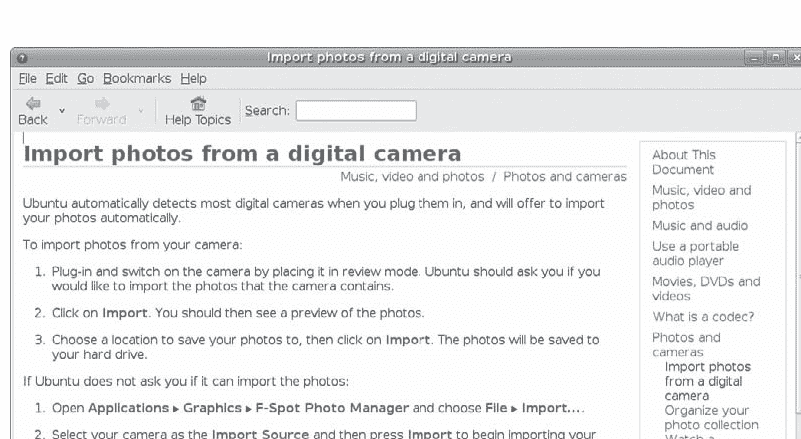 Import photos from a digital camera
File Edit Go Bookmarks Help
Back Forward Help Topics Search:
Import photos from a digital camera
Music, video and photos / Photos and cameras
Ubuntu automatically detects most digital cameras when you plug them in, and will offer to import
your photos automatically.
To import photos from your camera:
1. Plug-in and switch on the camera by placing it in review mode. Ubuntu should ask you if you
would like to import the photos that the camera contains.
2. Click on Import. You should then see a preview of the photos.
3. Choose a location to save your photos to, then click on Import. The photos will be saved to
your hard drive.
If Ubuntu does not ask you if it can import the photos:
1. Open Applications ▸ Graphics ▸ F-Spot Photo Manager and choose File ▸ Import....
2. Select your camera as the Import Source and then press Import to begin importing your
About This
Document
Music, video and
photos
Music and audio
Use a portable
audio player
Movies, DVDs and
videos
What is a codec?
Photos and
cameras
Import photos
from a digital
camera
Organize your
photo collection
Watch a